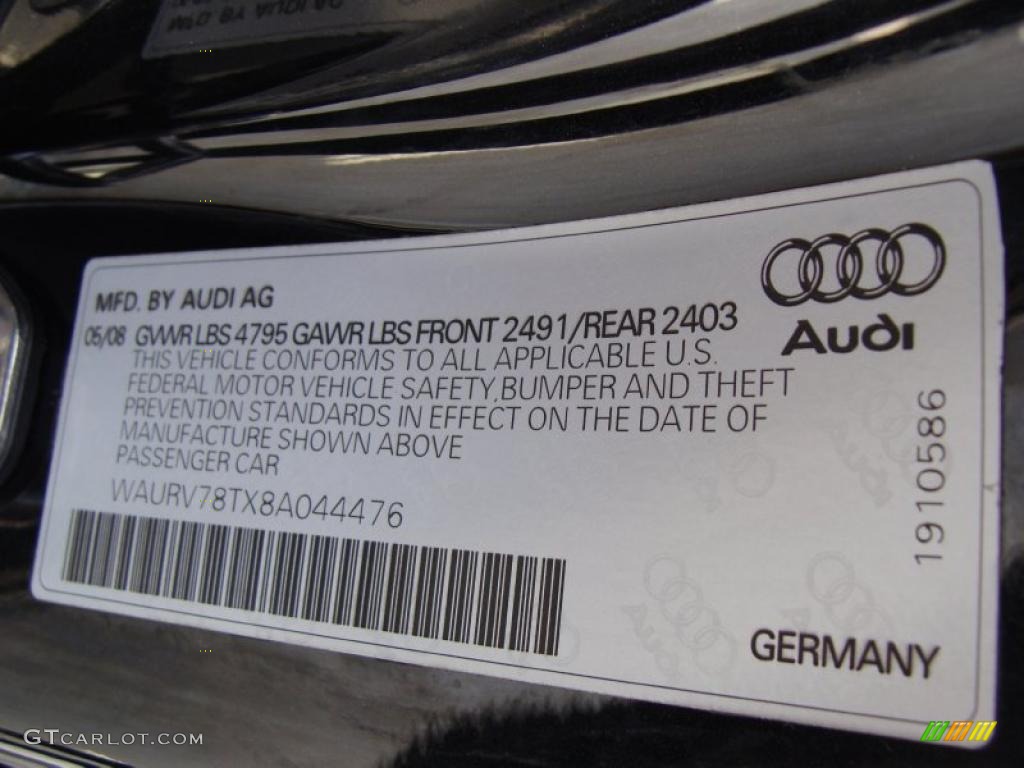 MFD. BY AUDI AG
05/08 GVWR LBS 4795 GAWR LBS FRONT 2491/REAR 2403
THIS VEHICLE CONFORMS TO ALL APPLICABLE U.S.
FEDERAL MOTOR VEHICLE SAFETY, BUMPER AND THEFT
PREVENTION STANDARDS IN EFFECT ON THE DATE OF
MANUFACTURE SHOWN ABOVE
PASSENGER CAR
WAURV78TX8A044476
Audi
1910586
GERMANY
GTCARLOT.COM